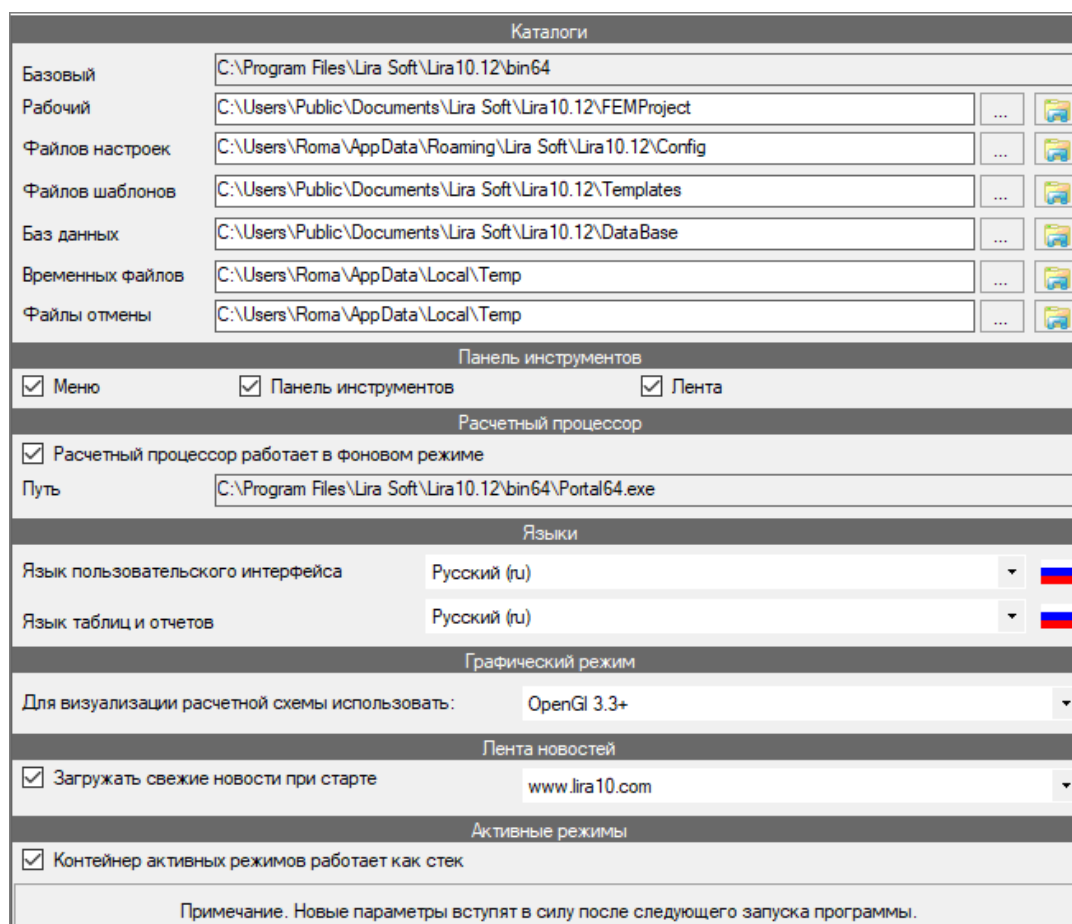 Каталоги
Базовый C:\Program Files\Lira Soft\Lira10.12\bin64
Рабочий C:\Users\Public\Documents\Lira Soft\Lira10.12\FEMProject ...
Файлов настроек C:\Users\Roma\AppData\Roaming\Lira Soft\Lira10.12\Config ...
Файлов шаблонов C:\Users\Public\Documents\Lira Soft\Lira10.12\Templates ...
Баз данных C:\Users\Public\Documents\Lira Soft\Lira10.12\DataBase ...
Временных файлов C:\Users\Roma\AppData\Local\Temp ...
Файлы отмены C:\Users\Roma\AppData\Local\Temp ...
Панель инструментов
Меню Панель инструментов Лента
Расчетный процессор
Расчетный процессор работает в фоновом режиме
Путь C:\Program Files\Lira Soft\Lira10.12\bin64\Portal64.exe
Языки
Язык пользовательского интерфейса Русский (ru)
Язык таблиц и отчетов Русский (ru)
Графический режим
Для визуализации расчетной схемы использовать: OpenGl 3.3+
Лента новостей
Загружать свежие новости при старте www.lira10.com
Активные режимы
Контейнер активных режимов работает как стек
Примечание. Новые параметры вступят в силу после следующего запуска программы.